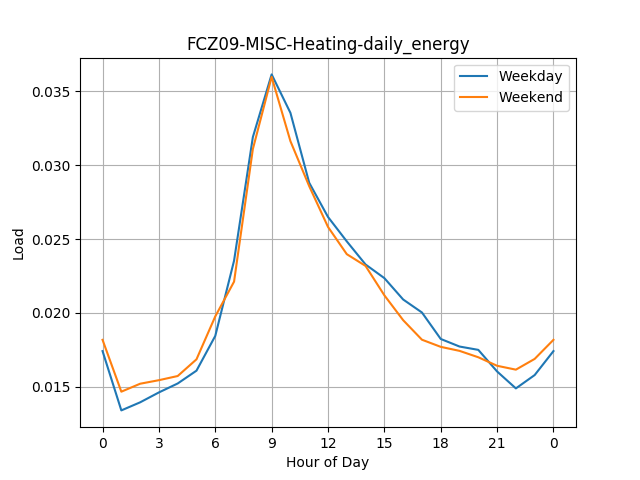 FCZ09-MISC-Heating-daily_energy
Weekday
Weekend
0.035
0.030
0.025
0.020
0.015
Load
0 3 6 9 12 15 18 21 0
Hour of Day